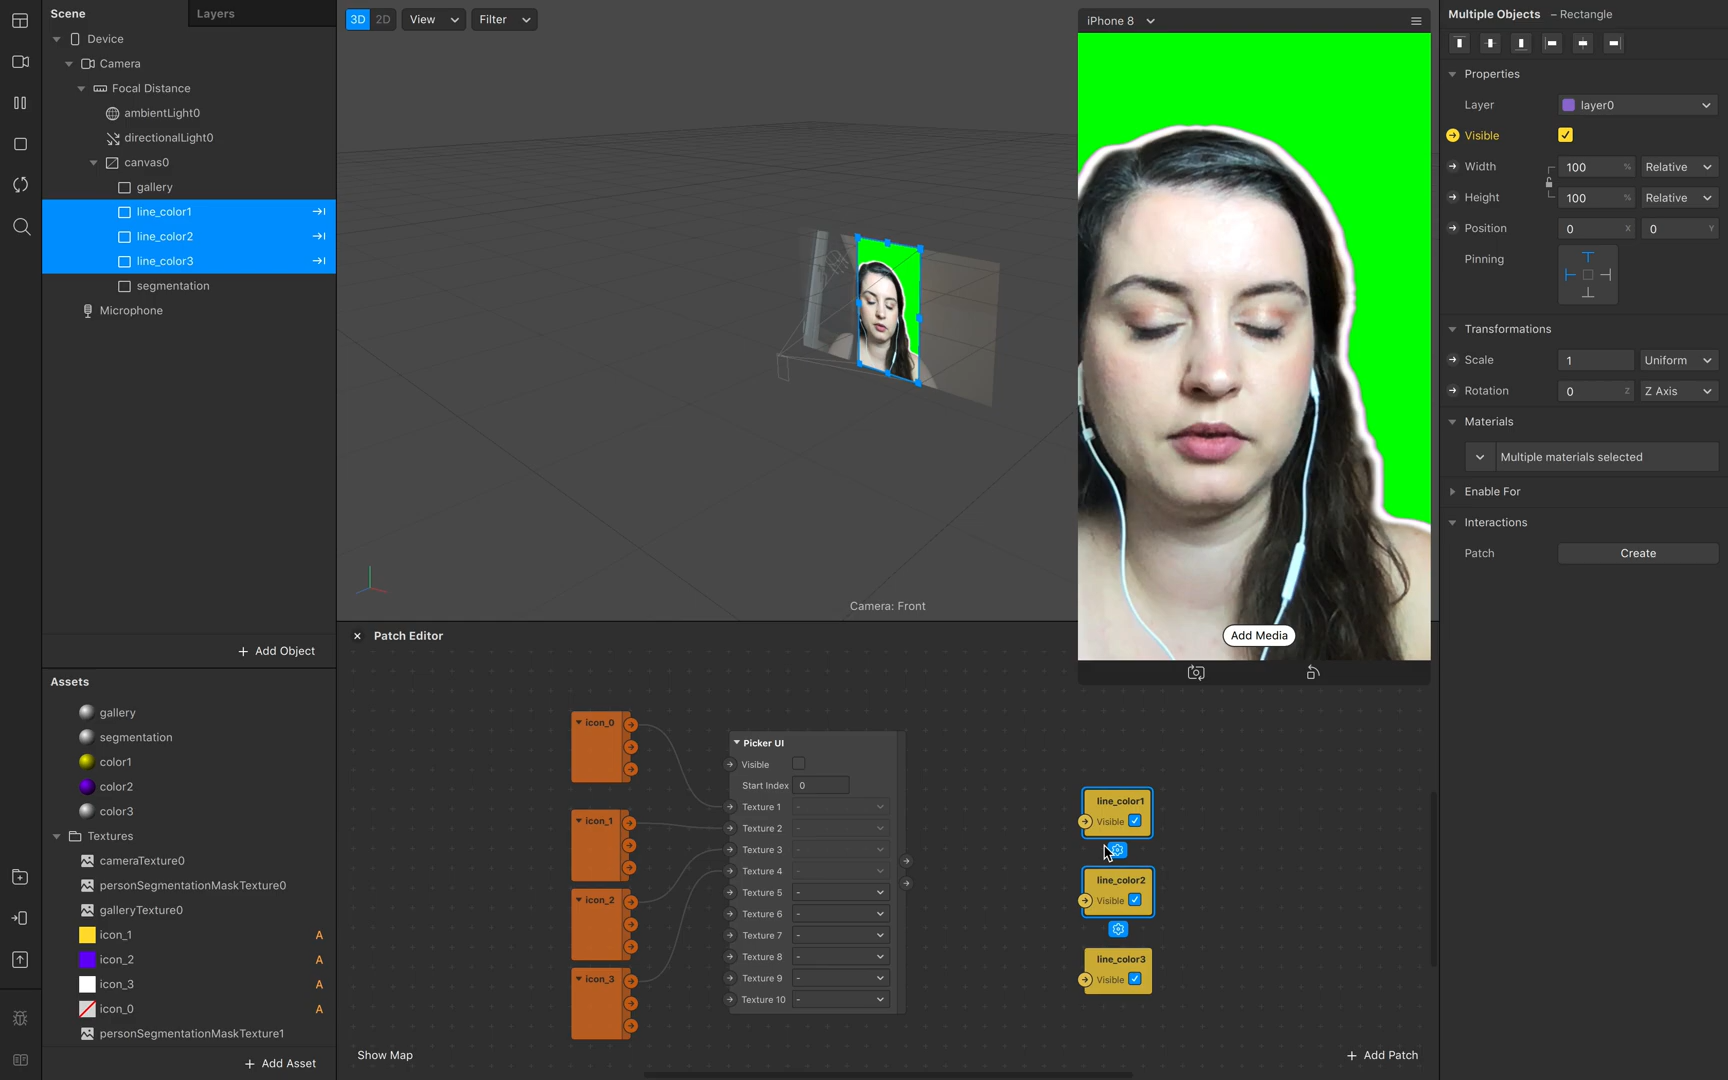 Scene
Layers
Device
Camera
Focal Distance
ambientLight0
directionalLight0
canvas0
gallery
line_color1
line_color2
line_color3
segmentation
Microphone
+ Add Object
Assets
gallery
segmentation
color1
color2
color3
Textures
cameraTexture0
personSegmentationMaskTexture0
galleryTexture0
icon_1 A
icon_2 A
icon_3 A
icon_0 A
personSegmentationMaskTexture1
+ Add Asset
3D 2D
View
Filter
Camera: Front
iPhone 8
Add Media
Patch Editor
icon_0
icon_1
icon_2
icon_3
Picker UI
Visible
Start Index 0
Texture 1 -
Texture 2 -
Texture 3 -
Texture 4 -
Texture 5 -
Texture 6 -
Texture 7 -
Texture 8 -
Texture 9 -
Texture 10 -
line_color1
Visible
line_color2
Visible
line_color3
Visible
Show Map
+ Add Patch
Multiple Objects – Rectangle
Properties
Layer layer0
Visible
Width 100 % Relative
Height 100 % Relative
Position 0 X 0 Y
Pinning
Transformations
Scale 1 Uniform
Rotation 0 Z Z Axis
Materials
Multiple materials selected
Enable For
Interactions
Patch Create